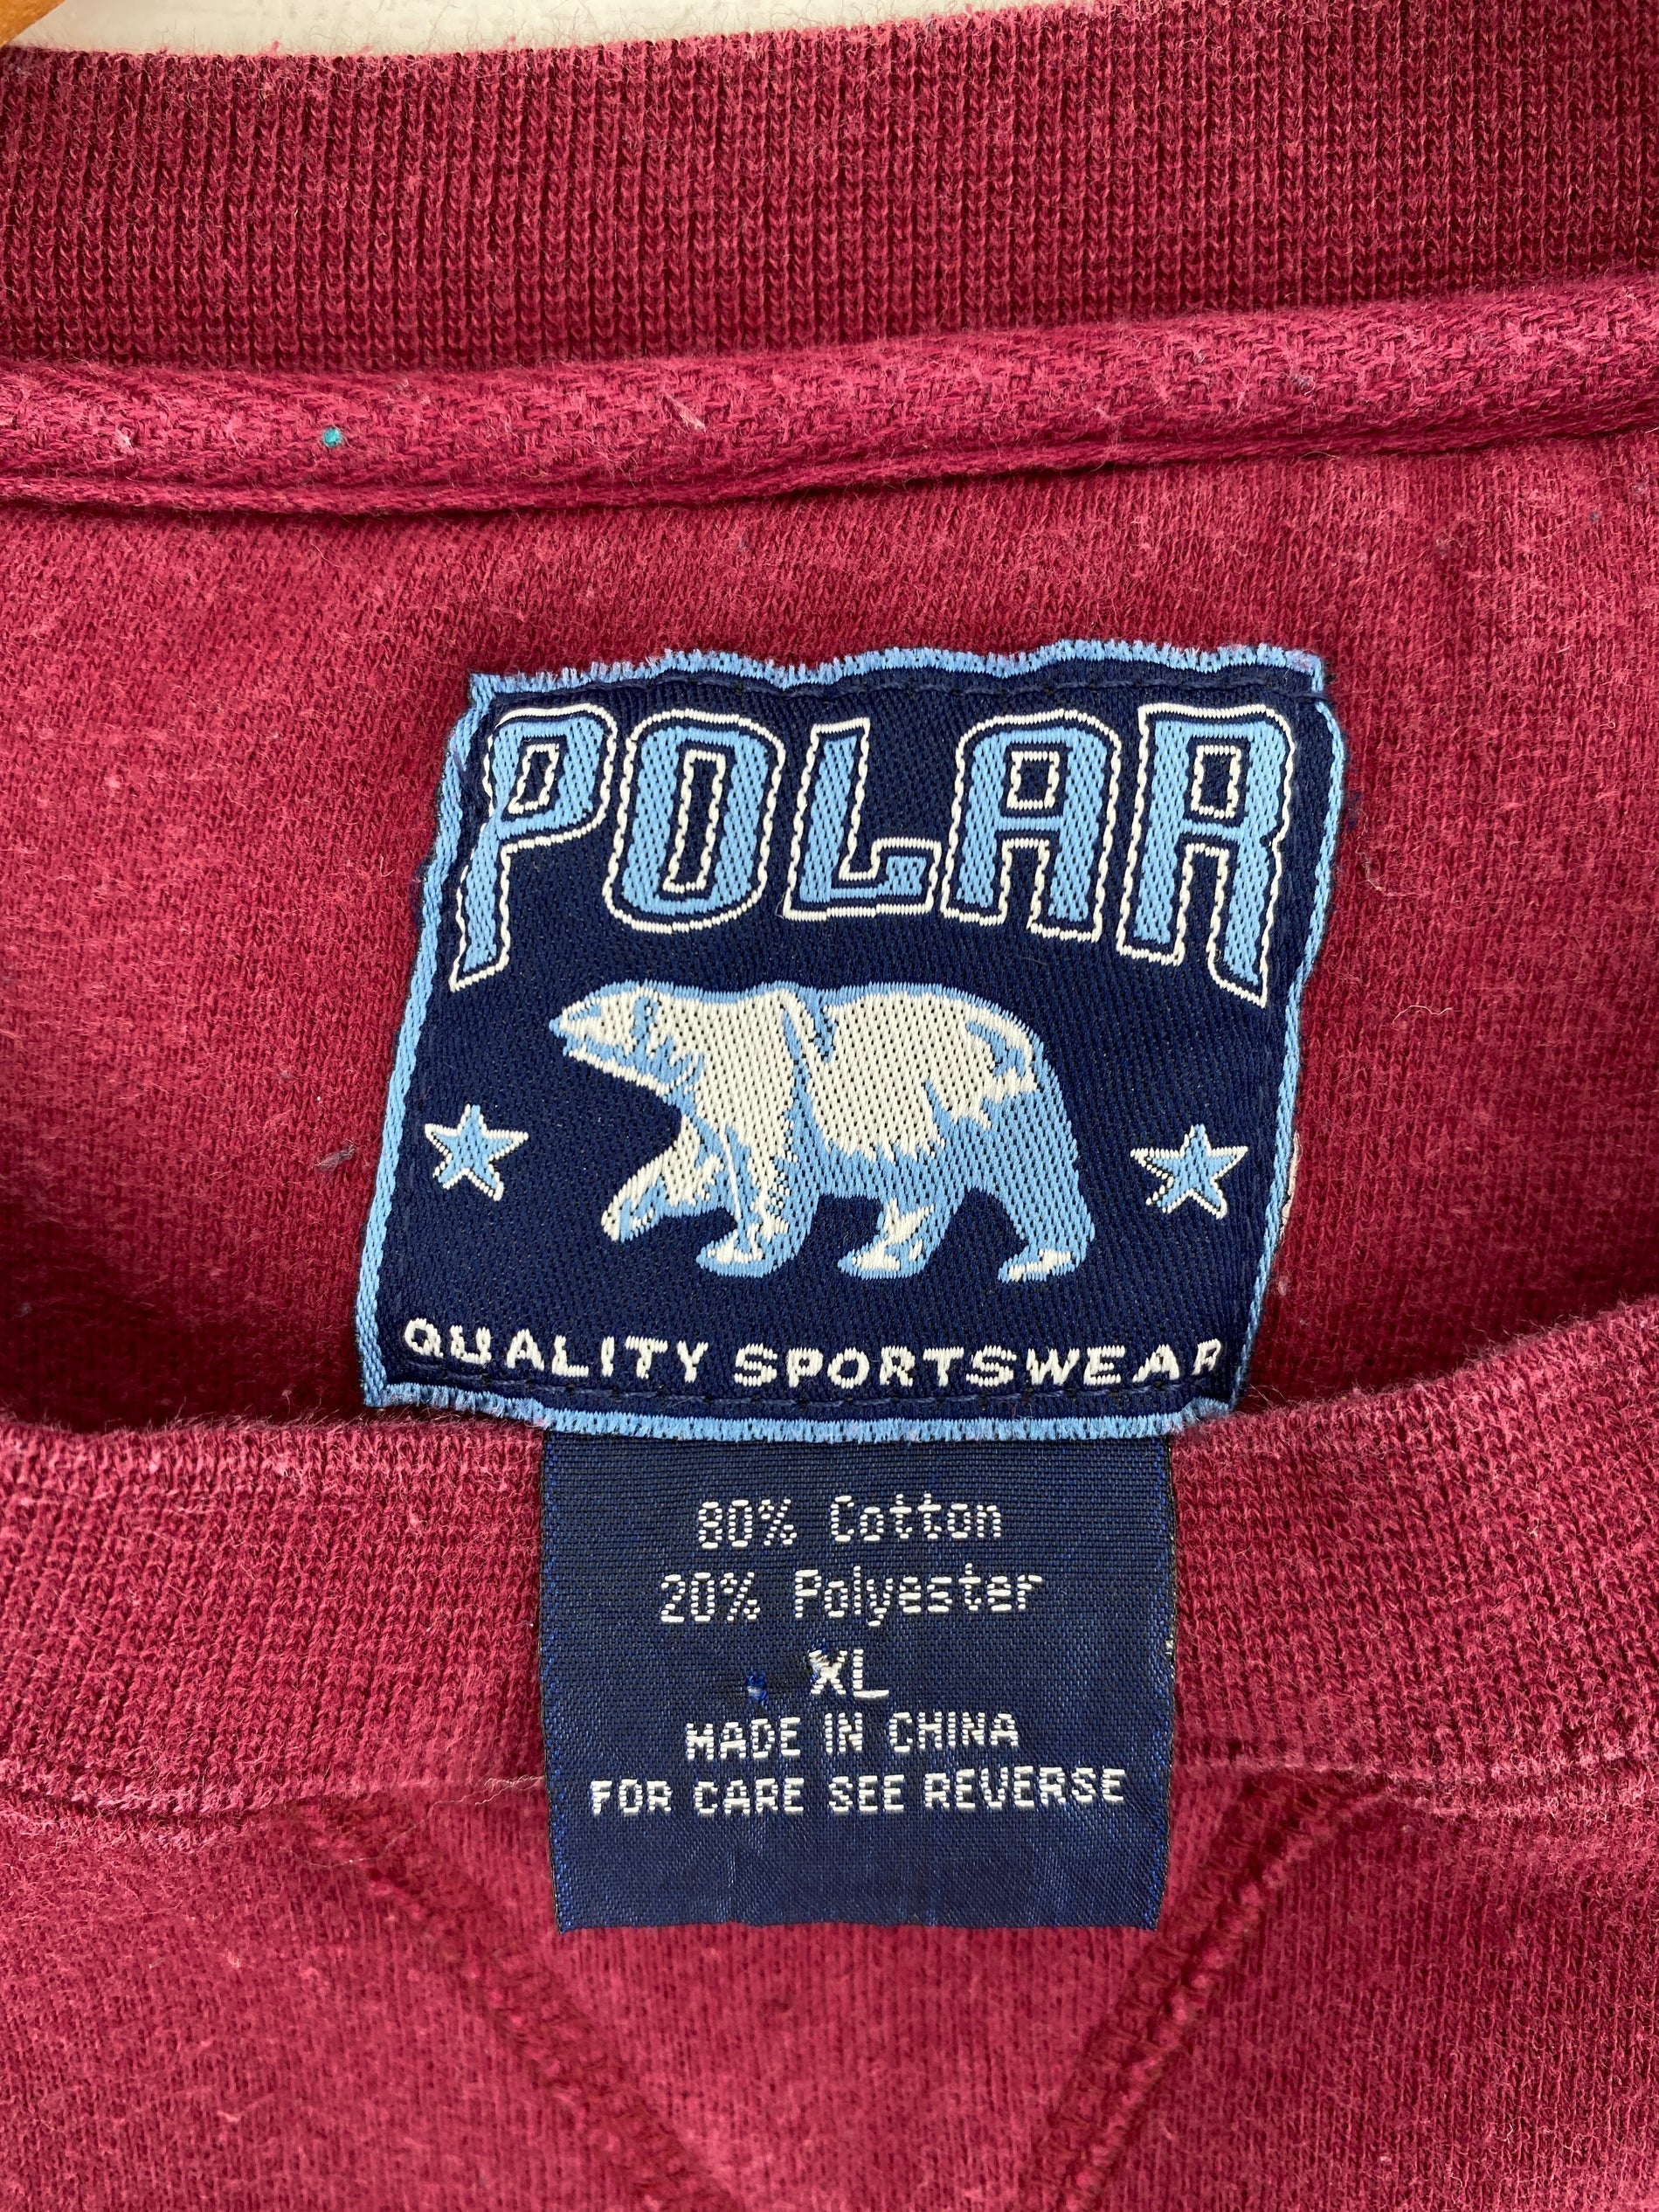 POLAR
QUALITY SPORTSWEAR
80% Cotton
20% Polyester
XL
MADE IN CHINA
FOR CARE SEE REVERSE